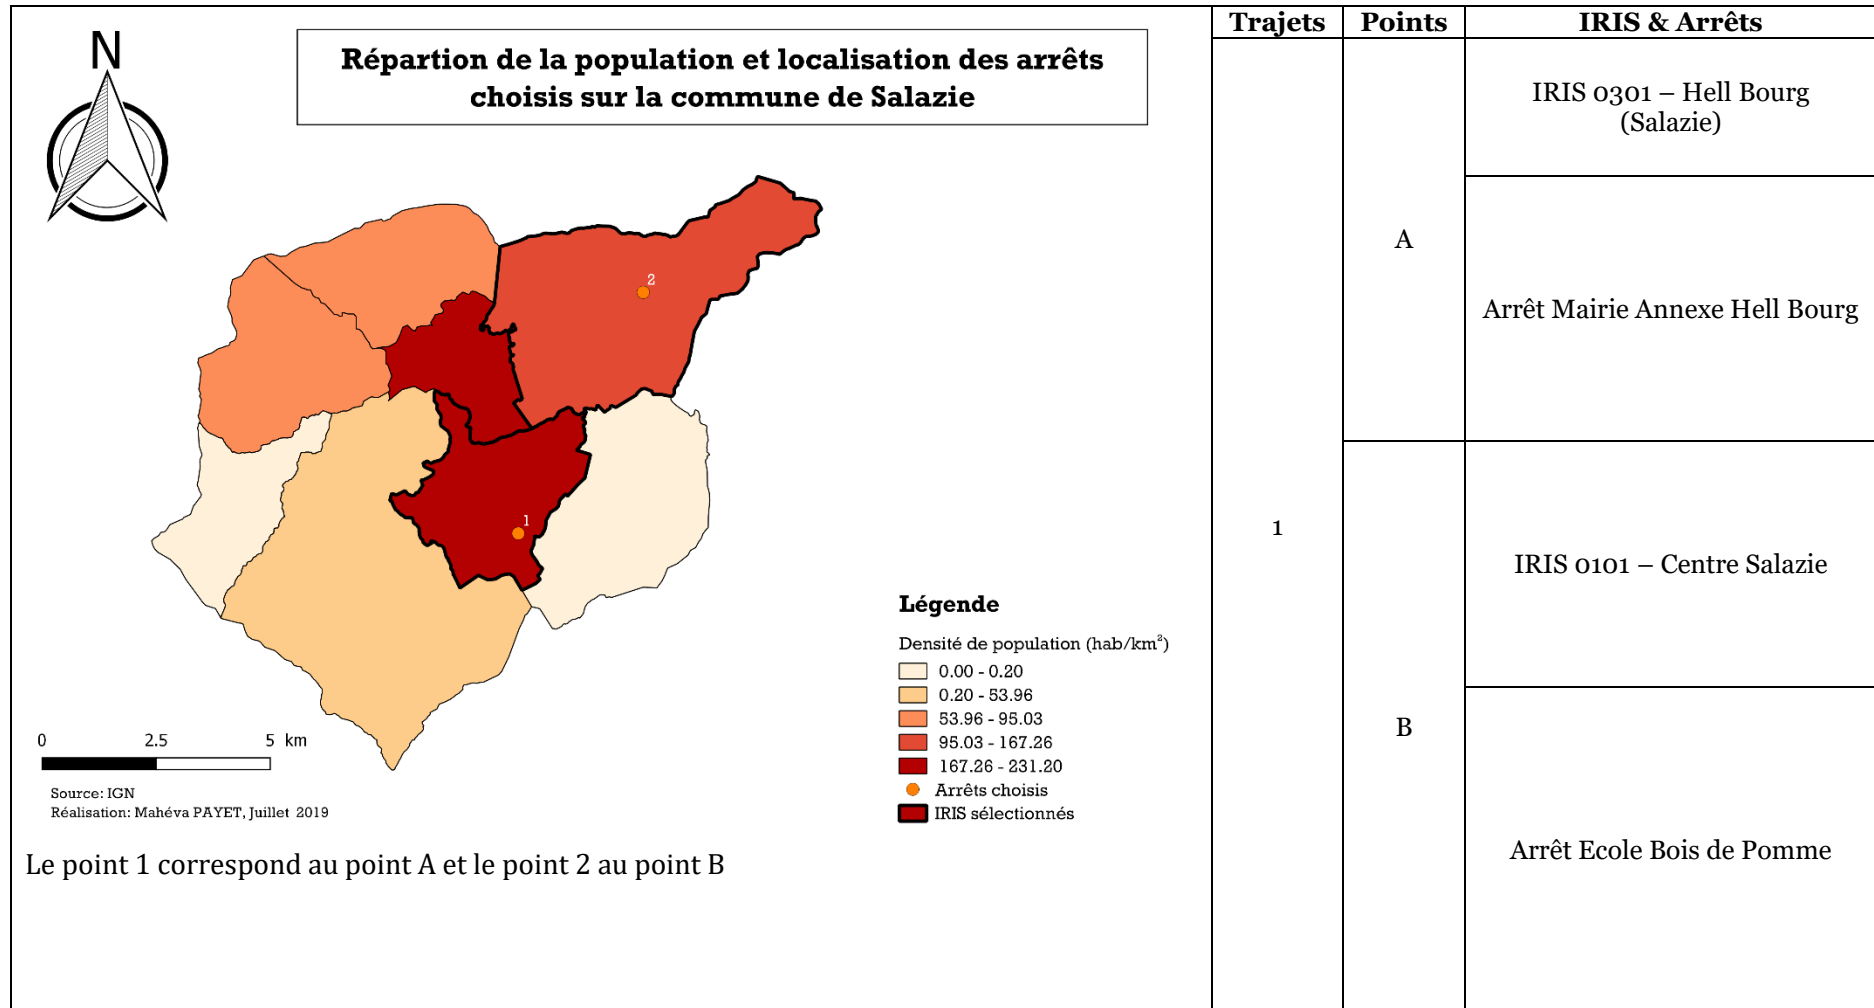 N
Répartion de la population et localisation des arrêts
choisis sur la commune de Salazie
2
1
Légende
Densité de population (hab/km²)
0.00 - 0.20
0.20 - 53.96
53.96 - 95.03
95.03 - 167.26
167.26 - 231.20
Arrêts choisis
IRIS sélectionnés
0 2.5 5 km
Source: IGN
Réalisation: Mahéva PAYET, Juillet 2019
Le point 1 correspond au point A et le point 2 au point B
Trajets Points IRIS & Arrêts
1
A
IRIS 0301 – Hell Bourg
(Salazie)
Arrêt Mairie Annexe Hell Bourg
B
IRIS 0101 – Centre Salazie
Arrêt Ecole Bois de Pomme